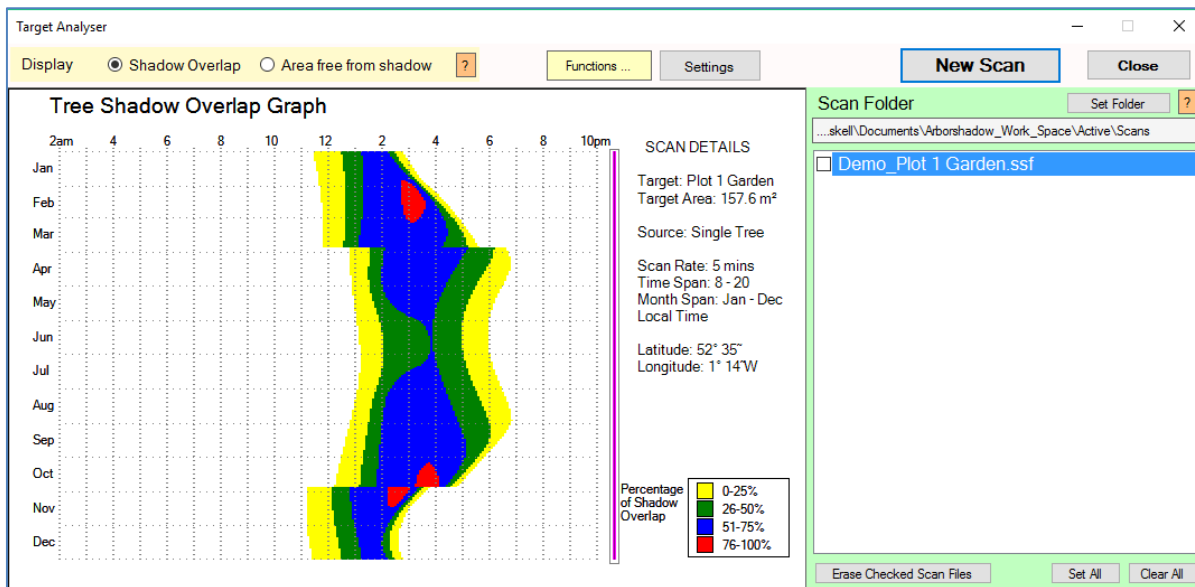 Target Analyser
Display Shadow Overlap Area free from shadow ? Functions ... Settings New Scan Close
Tree Shadow Overlap Graph
2am 4 6 8 10 12 2 4 6 8 10pm
Jan
Feb
Mar
Apr
May
Jun
Jul
Aug
Sep
Oct
Nov
Dec
SCAN DETAILS
Target: Plot 1 Garden
Target Area: 157.6 m²
Source: Single Tree
Scan Rate: 5 mins
Time Span: 8 - 20
Month Span: Jan - Dec
Local Time
Latitude: 52° 35~
Longitude: 1° 14~W
Percentage
of Shadow
Overlap
0-25%
26-50%
51-75%
76-100%
Scan Folder Set Folder ?
....skell\Documents\Arborshadow_Work_Space\Active\Scans
Demo_Plot 1 Garden.ssf
Erase Checked Scan Files Set All Clear All